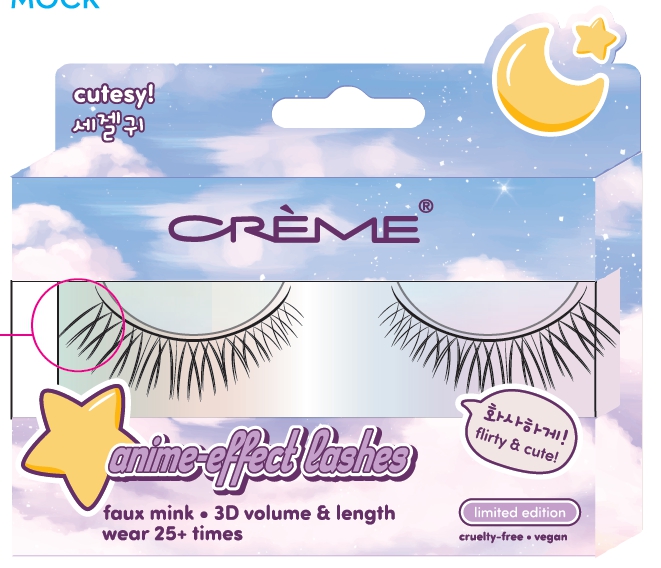 MOCK
cutesy!
세젤귀
CRÈME®
화사하게!
flirty & cute!
anime-effect lashes
faux mink • 3D volume & length
wear 25+ times
limited edition
cruelty-free • vegan